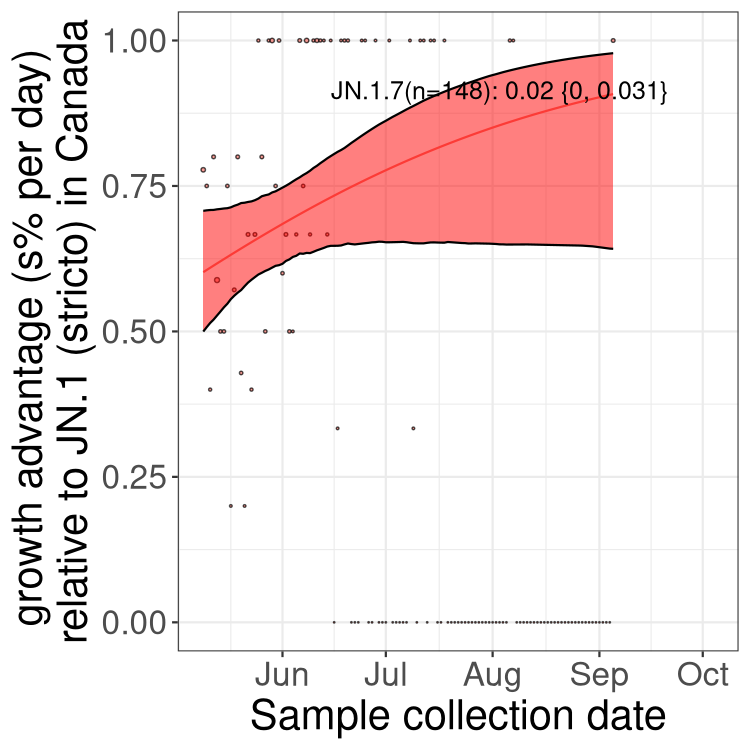 growth advantage (s% per day)
relative to JN.1 (stricto) in Canada
1.00
0.75
0.50
0.25
0.00
JN.1.7(n=148): 0.02 {0, 0.031}
Jun
Jul
Aug
Sep
Oct
Sample collection date